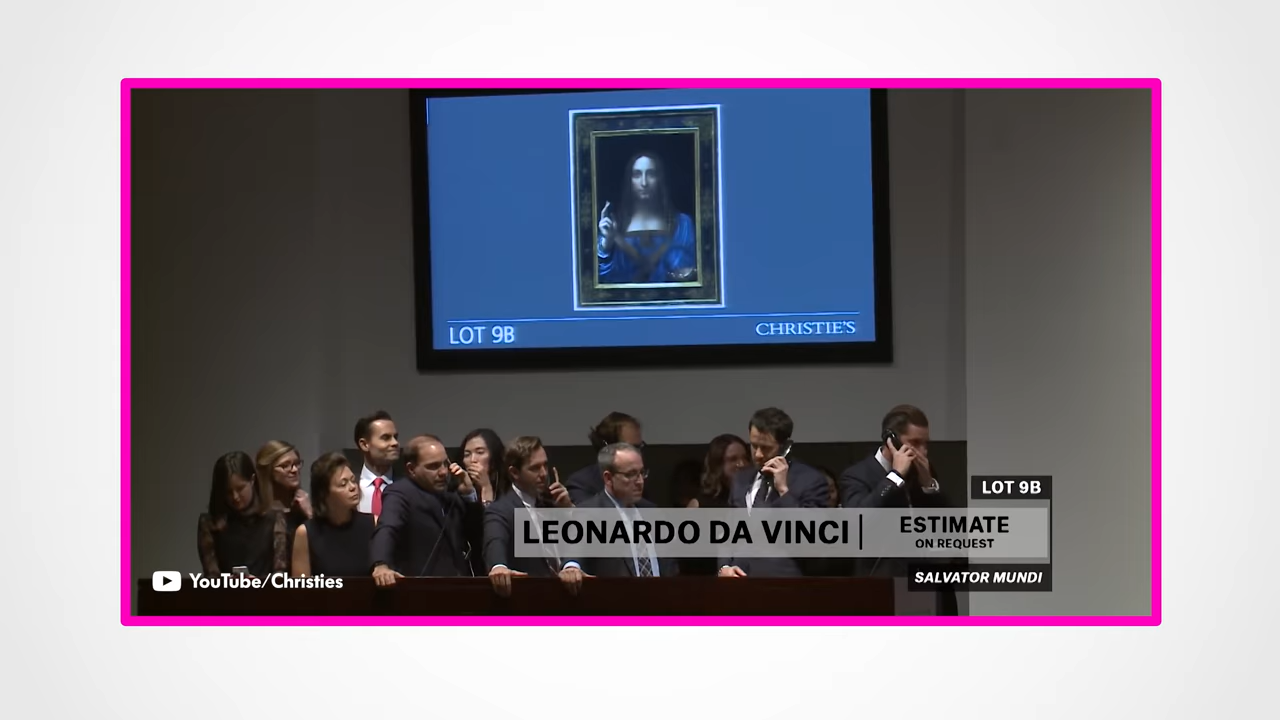 LOT 9B
CHRISTIE'S
LOT 9B
LEONARDO DA VINCI
ESTIMATE
ON REQUEST
SALVATOR MUNDI
YouTube/Christies